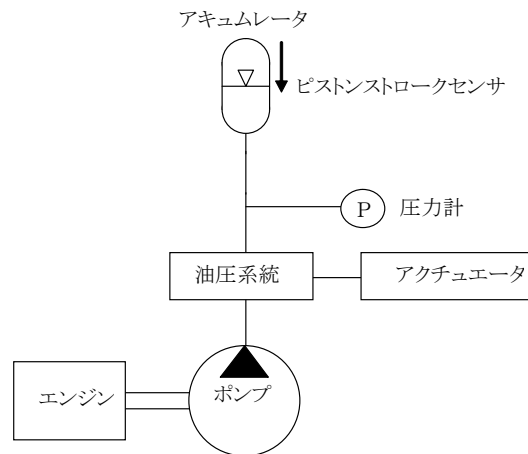 アキュムレータ
ピストンストロークセンサ
P
圧力計
油圧系統
アクチュエータ
エンジン
ポンプ